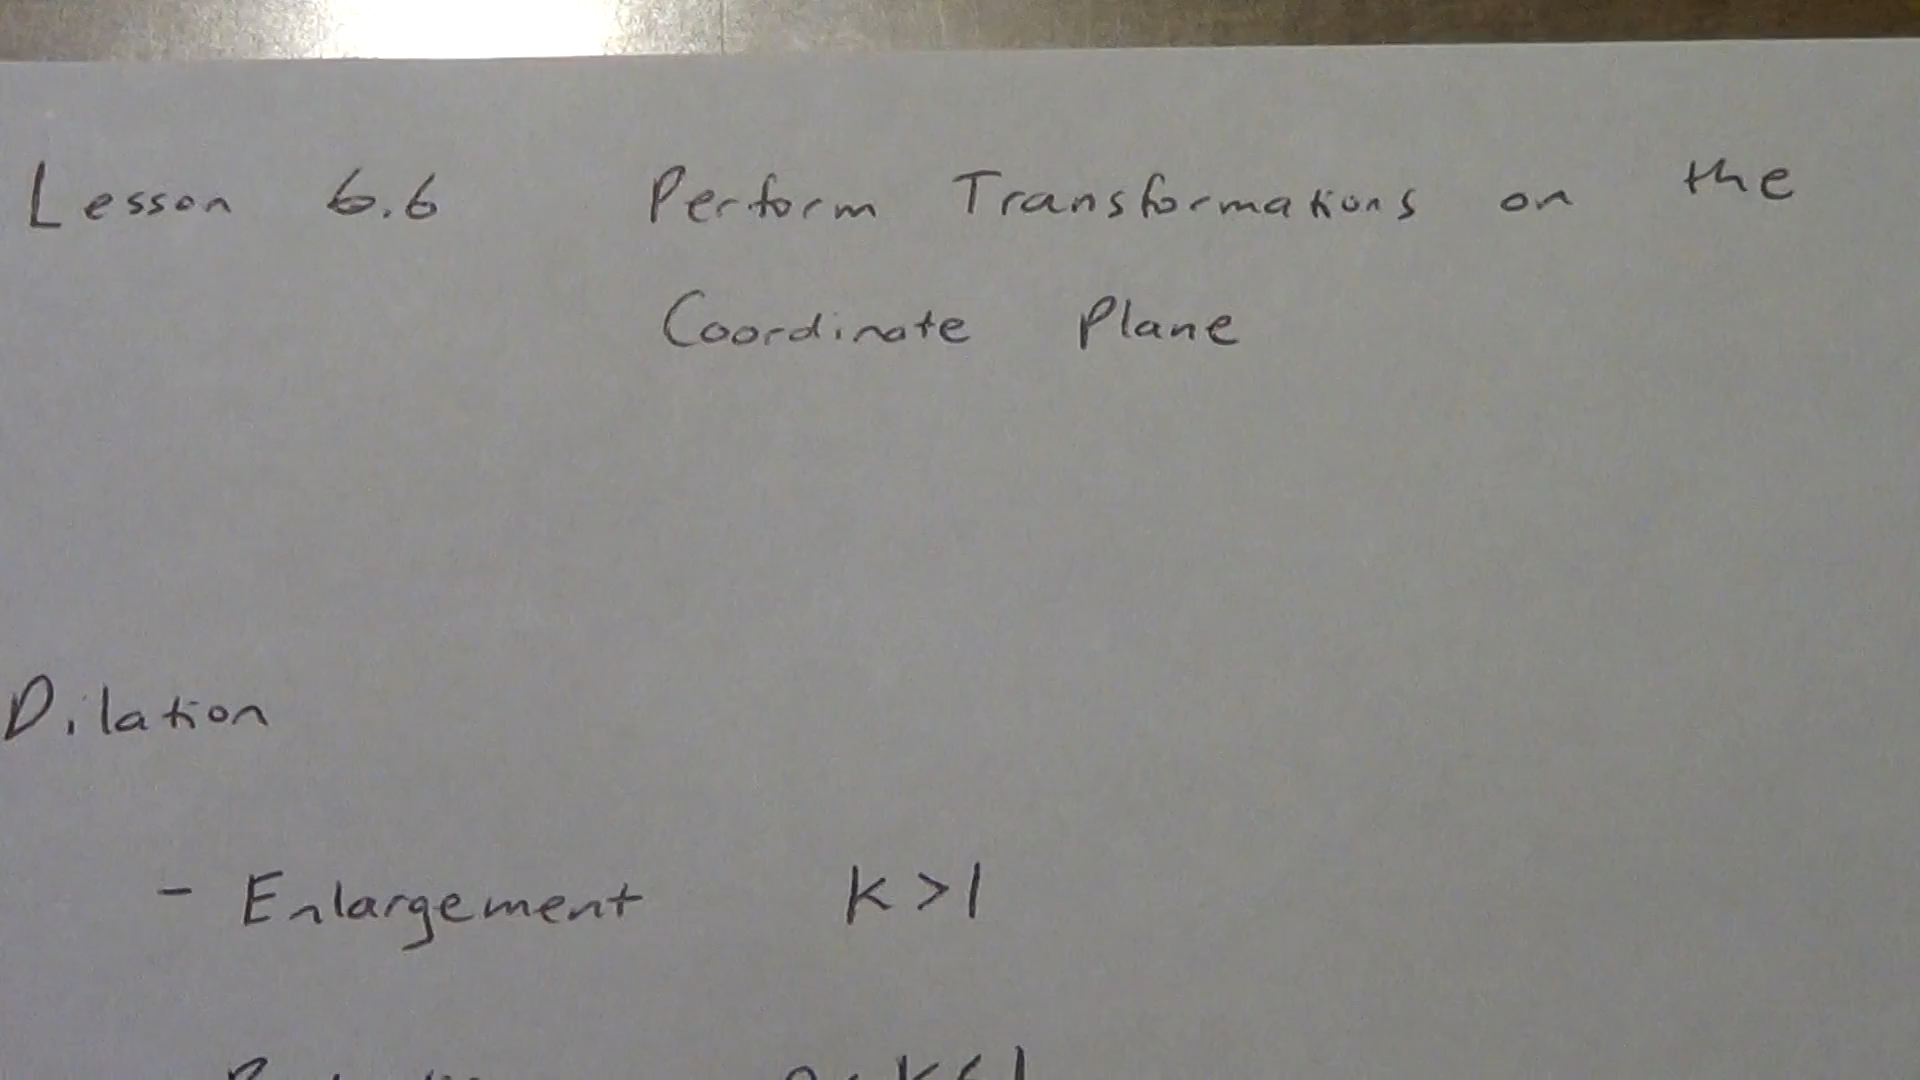 Lesson 6.6 Perform Transformations on the
Coordinate Plane
Dilation
- Enlargement k>1